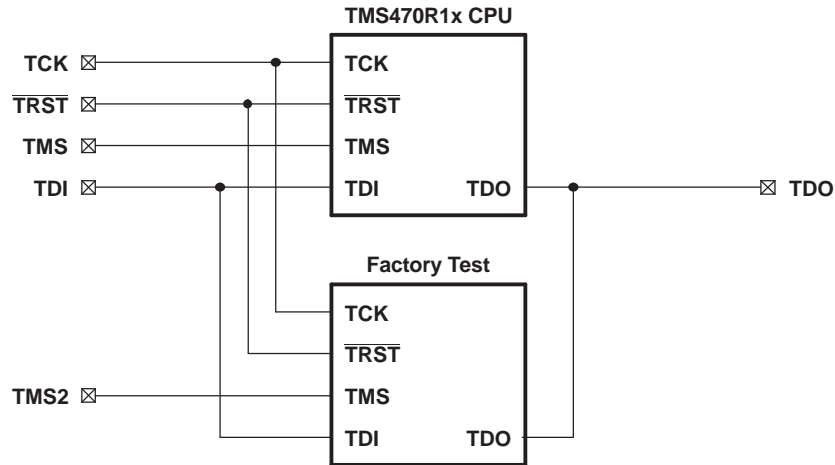 TMS470R1x CPU
TCK
TCK
TRST
TRST
TMS
TMS
TDI
TDI
TDO
TDO
Factory Test
TCK
TRST
TMS2
TMS
TDI
TDO